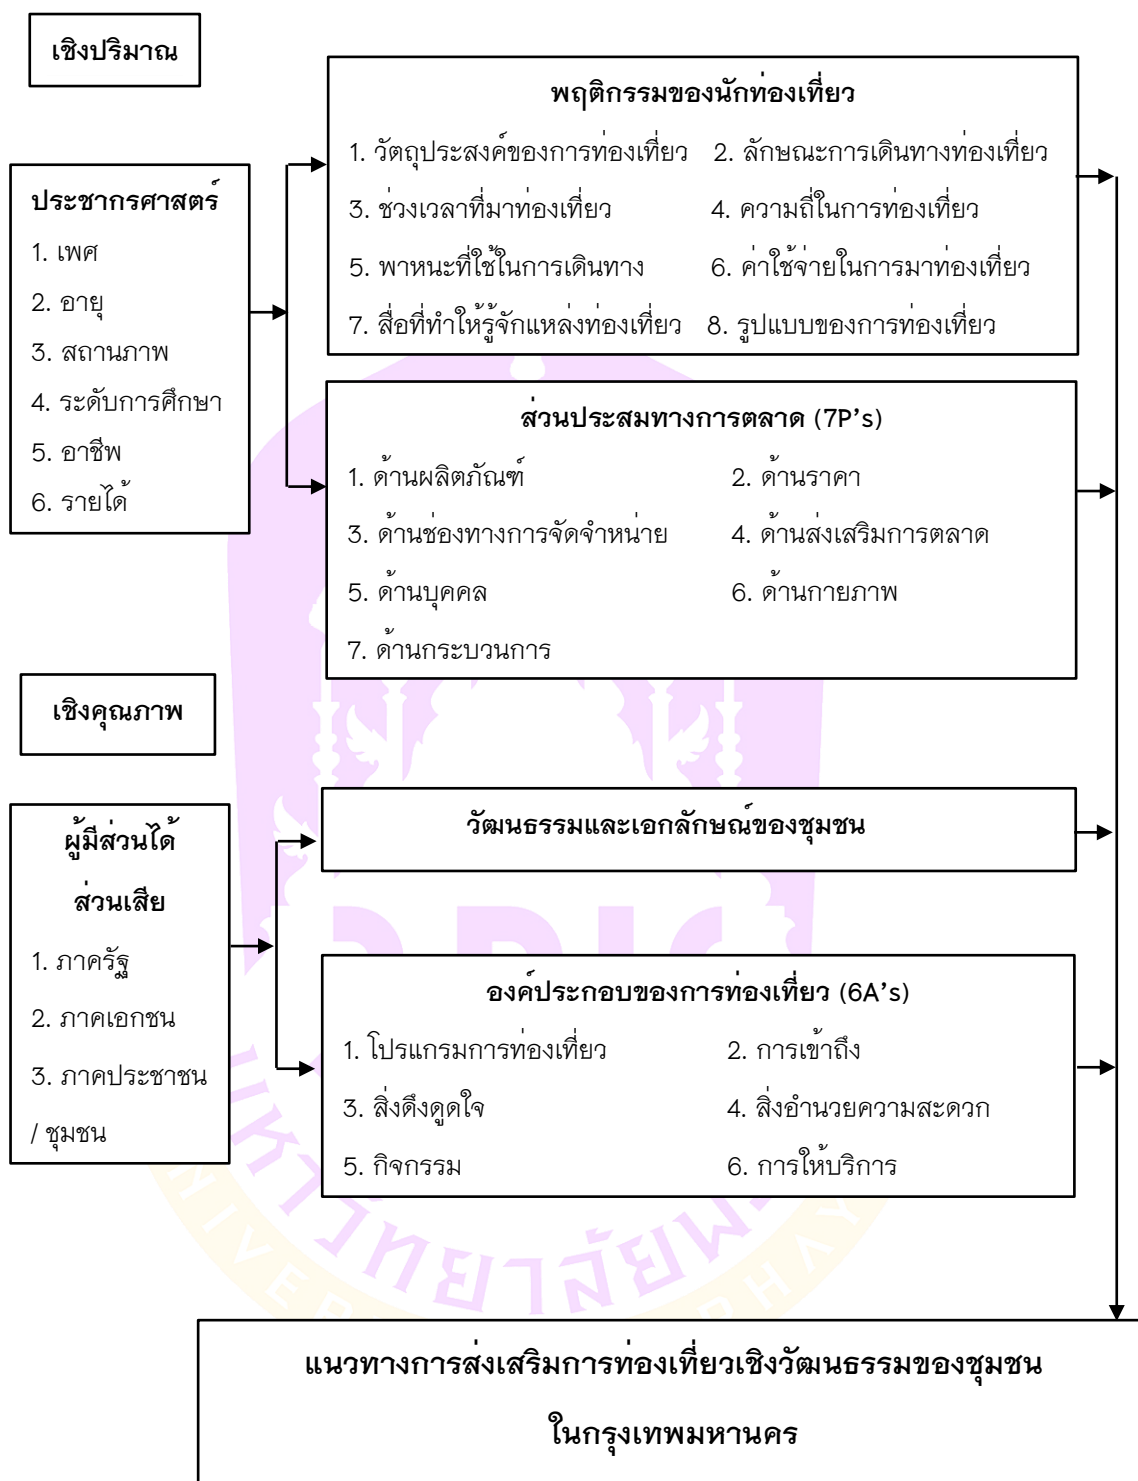 เชิงปริมาณ
พฤติกรรมของนักท่องเที่ยว
1. วัตถุประสงค์ของการท่องเที่ยว 2. ลักษณะการเดินทางท่องเที่ยว
3. ช่วงเวลาที่มาท่องเที่ยว 4. ความถี่ในการท่องเที่ยว
5. พาหนะที่ใช้ในการเดินทาง 6. ค่าใช้จ่ายในการมาท่องเที่ยว
7. สื่อที่ทำให้รู้จักแหล่งท่องเที่ยว 8. รูปแบบของการท่องเที่ยว
ประชากรศาสตร์
1. เพศ
2. อายุ
3. สถานภาพ
4. ระดับการศึกษา
5. อาชีพ
6. รายได้
ส่วนประสมทางการตลาด (7P's)
1. ด้านผลิตภัณฑ์ 2. ด้านราคา
3. ด้านช่องทางการจัดจำหน่าย 4. ด้านส่งเสริมการตลาด
5. ด้านบุคคล 6. ด้านกายภาพ
7. ด้านกระบวนการ
เชิงคุณภาพ
ผู้มีส่วนได้
ส่วนเสีย
1. ภาครัฐ
2. ภาคเอกชน
3. ภาคประชาชน
/ ชุมชน
วัฒนธรรมและเอกลักษณ์ของชุมชน
องค์ประกอบของการท่องเที่ยว (6A's)
1. โปรแกรมการท่องเที่ยว 2. การเข้าถึง
3. สิ่งดึงดูดใจ 4. สิ่งอำนวยความสะดวก
5. กิจกรรม 6. การให้บริการ
แนวทางการส่งเสริมการท่องเที่ยวเชิงวัฒนธรรมของชุมชน
ในกรุงเทพมหานคร